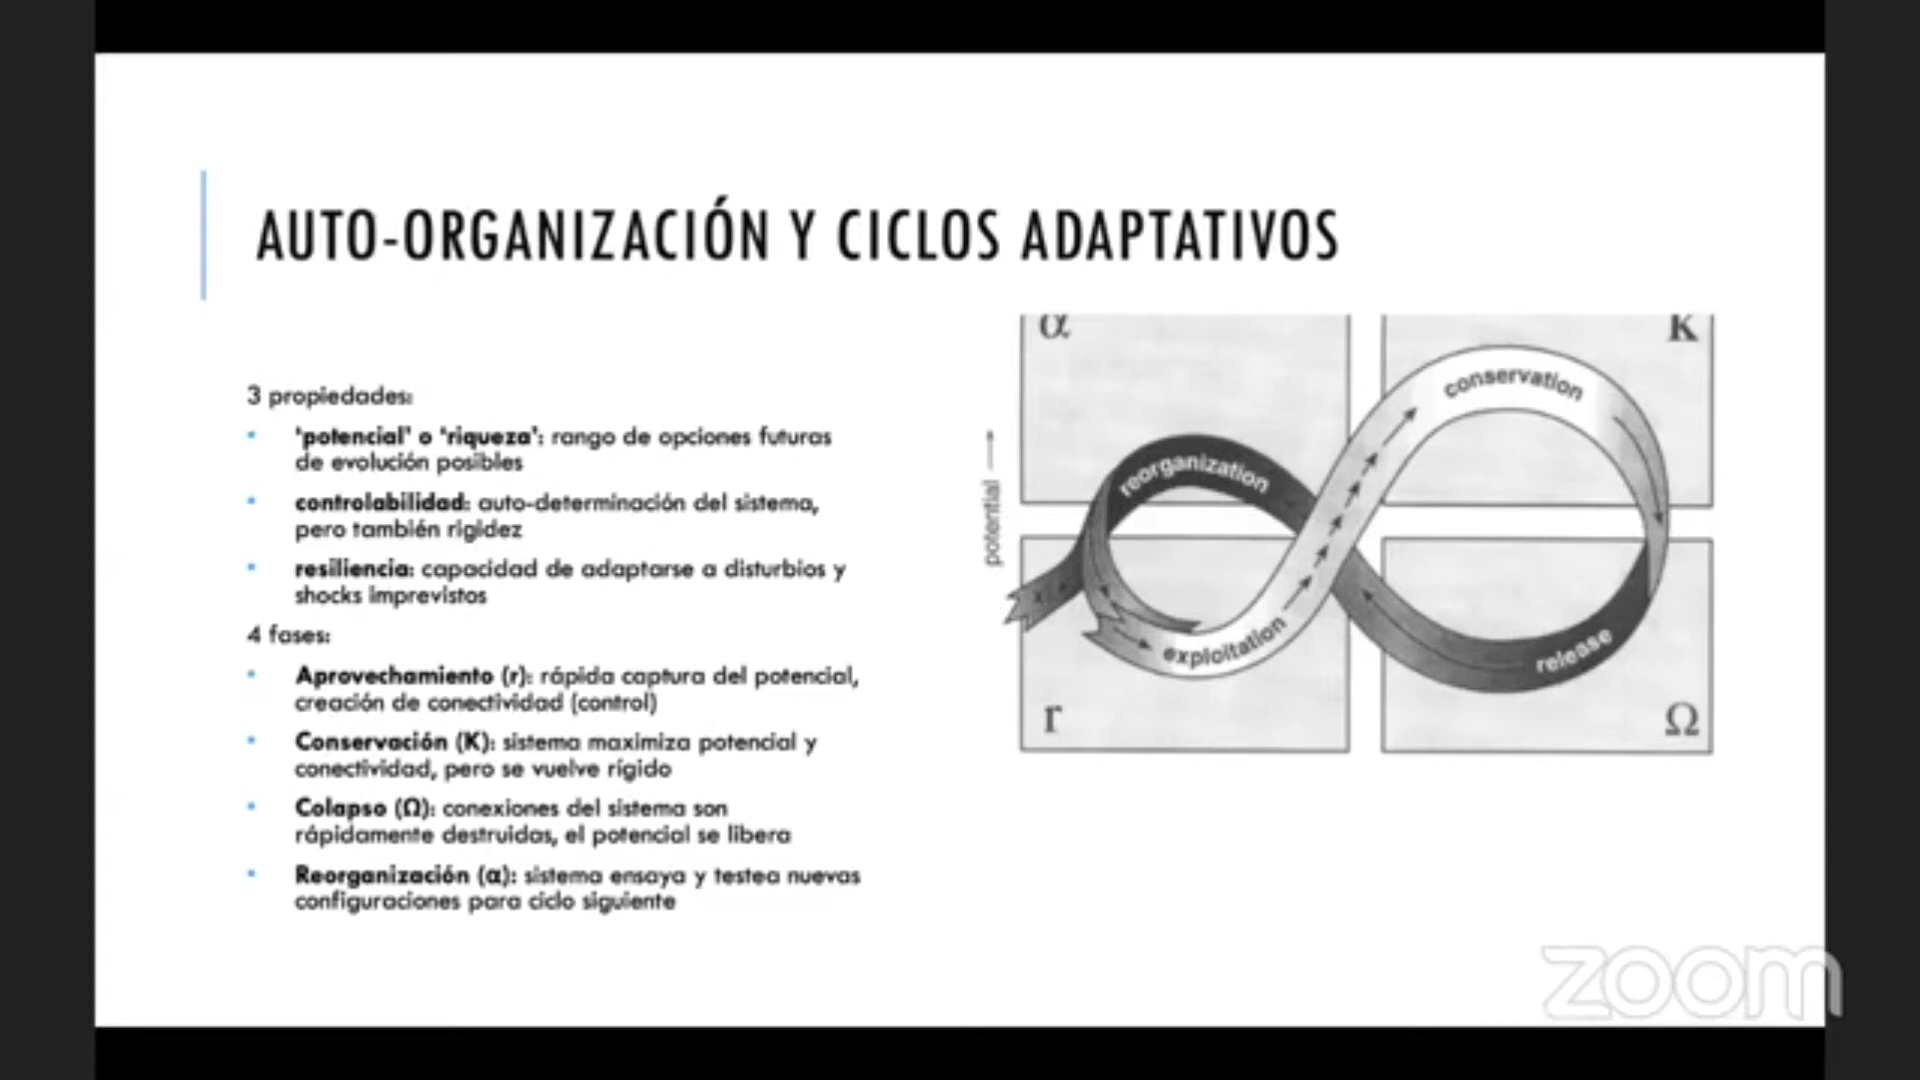 AUTO-ORGANIZACIÓN Y CICLOS ADAPTATIVOS
3 propiedades:
• 'potencial' o 'riqueza': rango de opciones futuras
de evolución posibles
• controlabilidad: auto-determinación del sistema,
pero también rigidez
• resiliencia: capacidad de adaptarse a disturbios y
shocks imprevistos
4 fases:
• Aprovechamiento (r): rápida captura del potencial,
creación de conectividad (control)
• Conservación (K): sistema maximiza potencial y
conectividad, pero se vuelve rígido
• Colapso (Ω): conexiones del sistema son
rápidamente destruidas, el potencial se libera
• Reorganización (α): sistema ensaya y testea nuevas
configuraciones para ciclo siguiente
α
K
conservation
reorganization
potential
x
exploitation
release
r
Ω
zoom